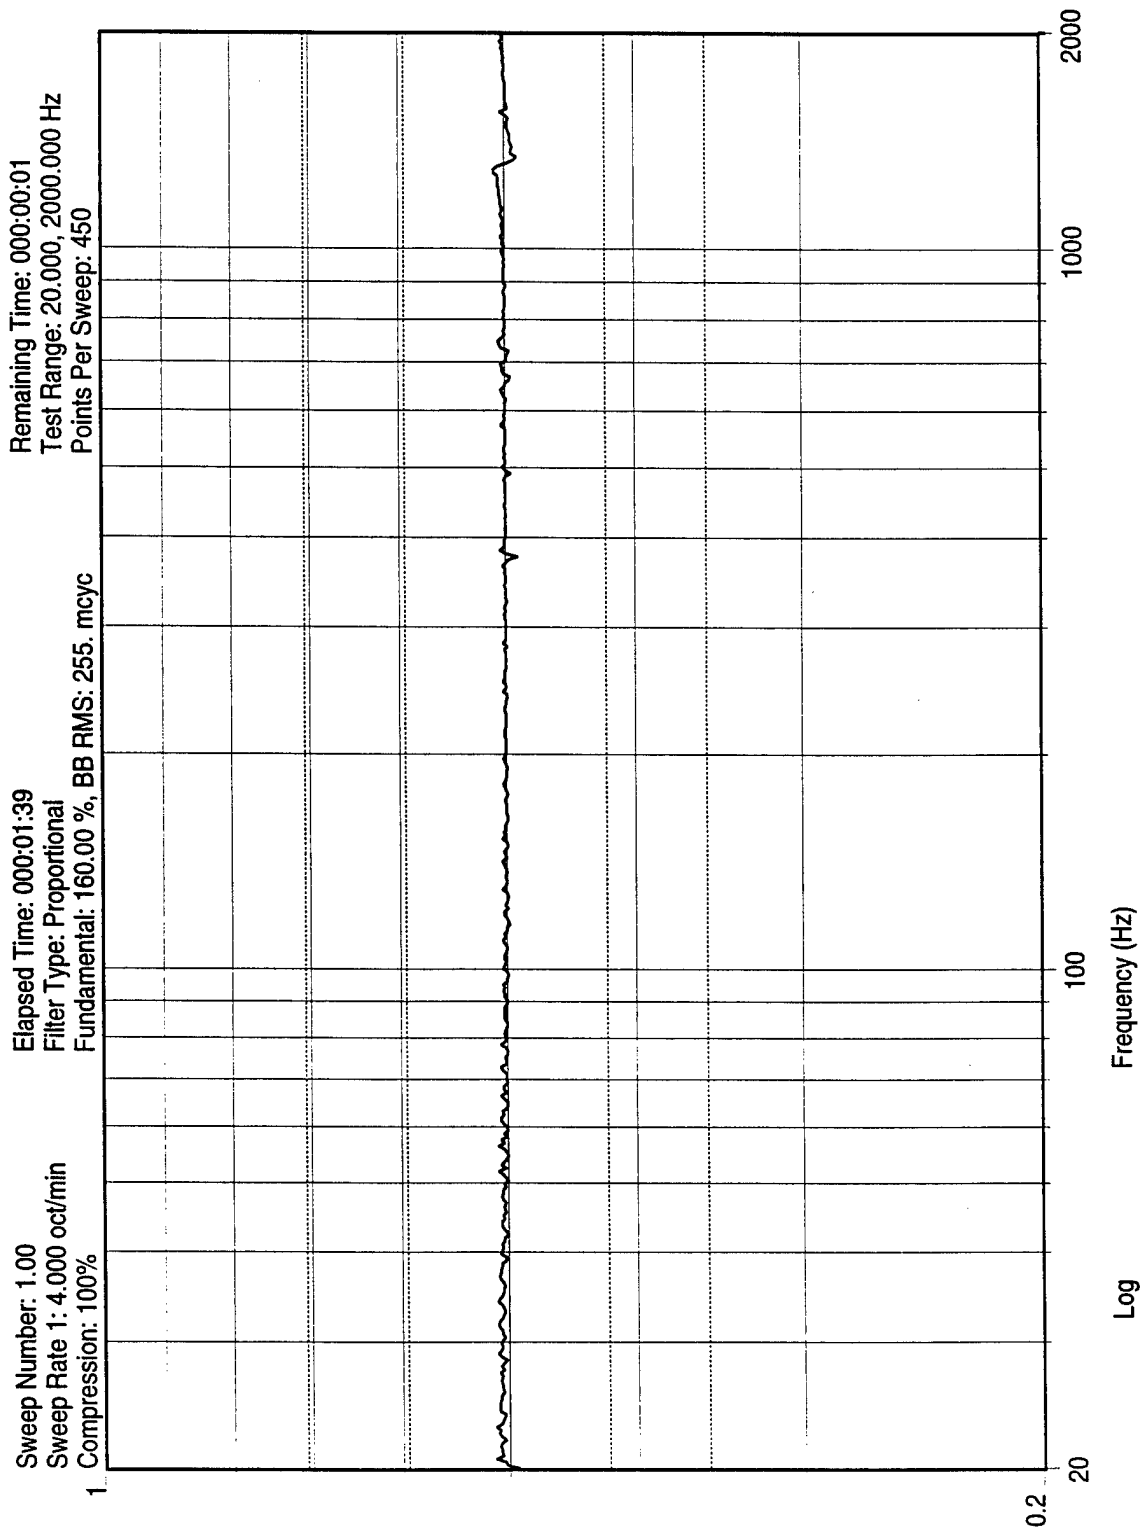 Sweep Number: 1.00
Sweep Rate 1: 4.000 oct/min
Compression: 100%
Elapsed Time: 000:01:39
Filter Type: Proportional
Fundamental: 160.00 %, BB RMS: 255. mcyc
Remaining Time: 000:00:01
Test Range: 20.000, 2000.000 Hz
Points Per Sweep: 450
1
0.2
20
100
1000
2000
Log
Frequency (Hz)